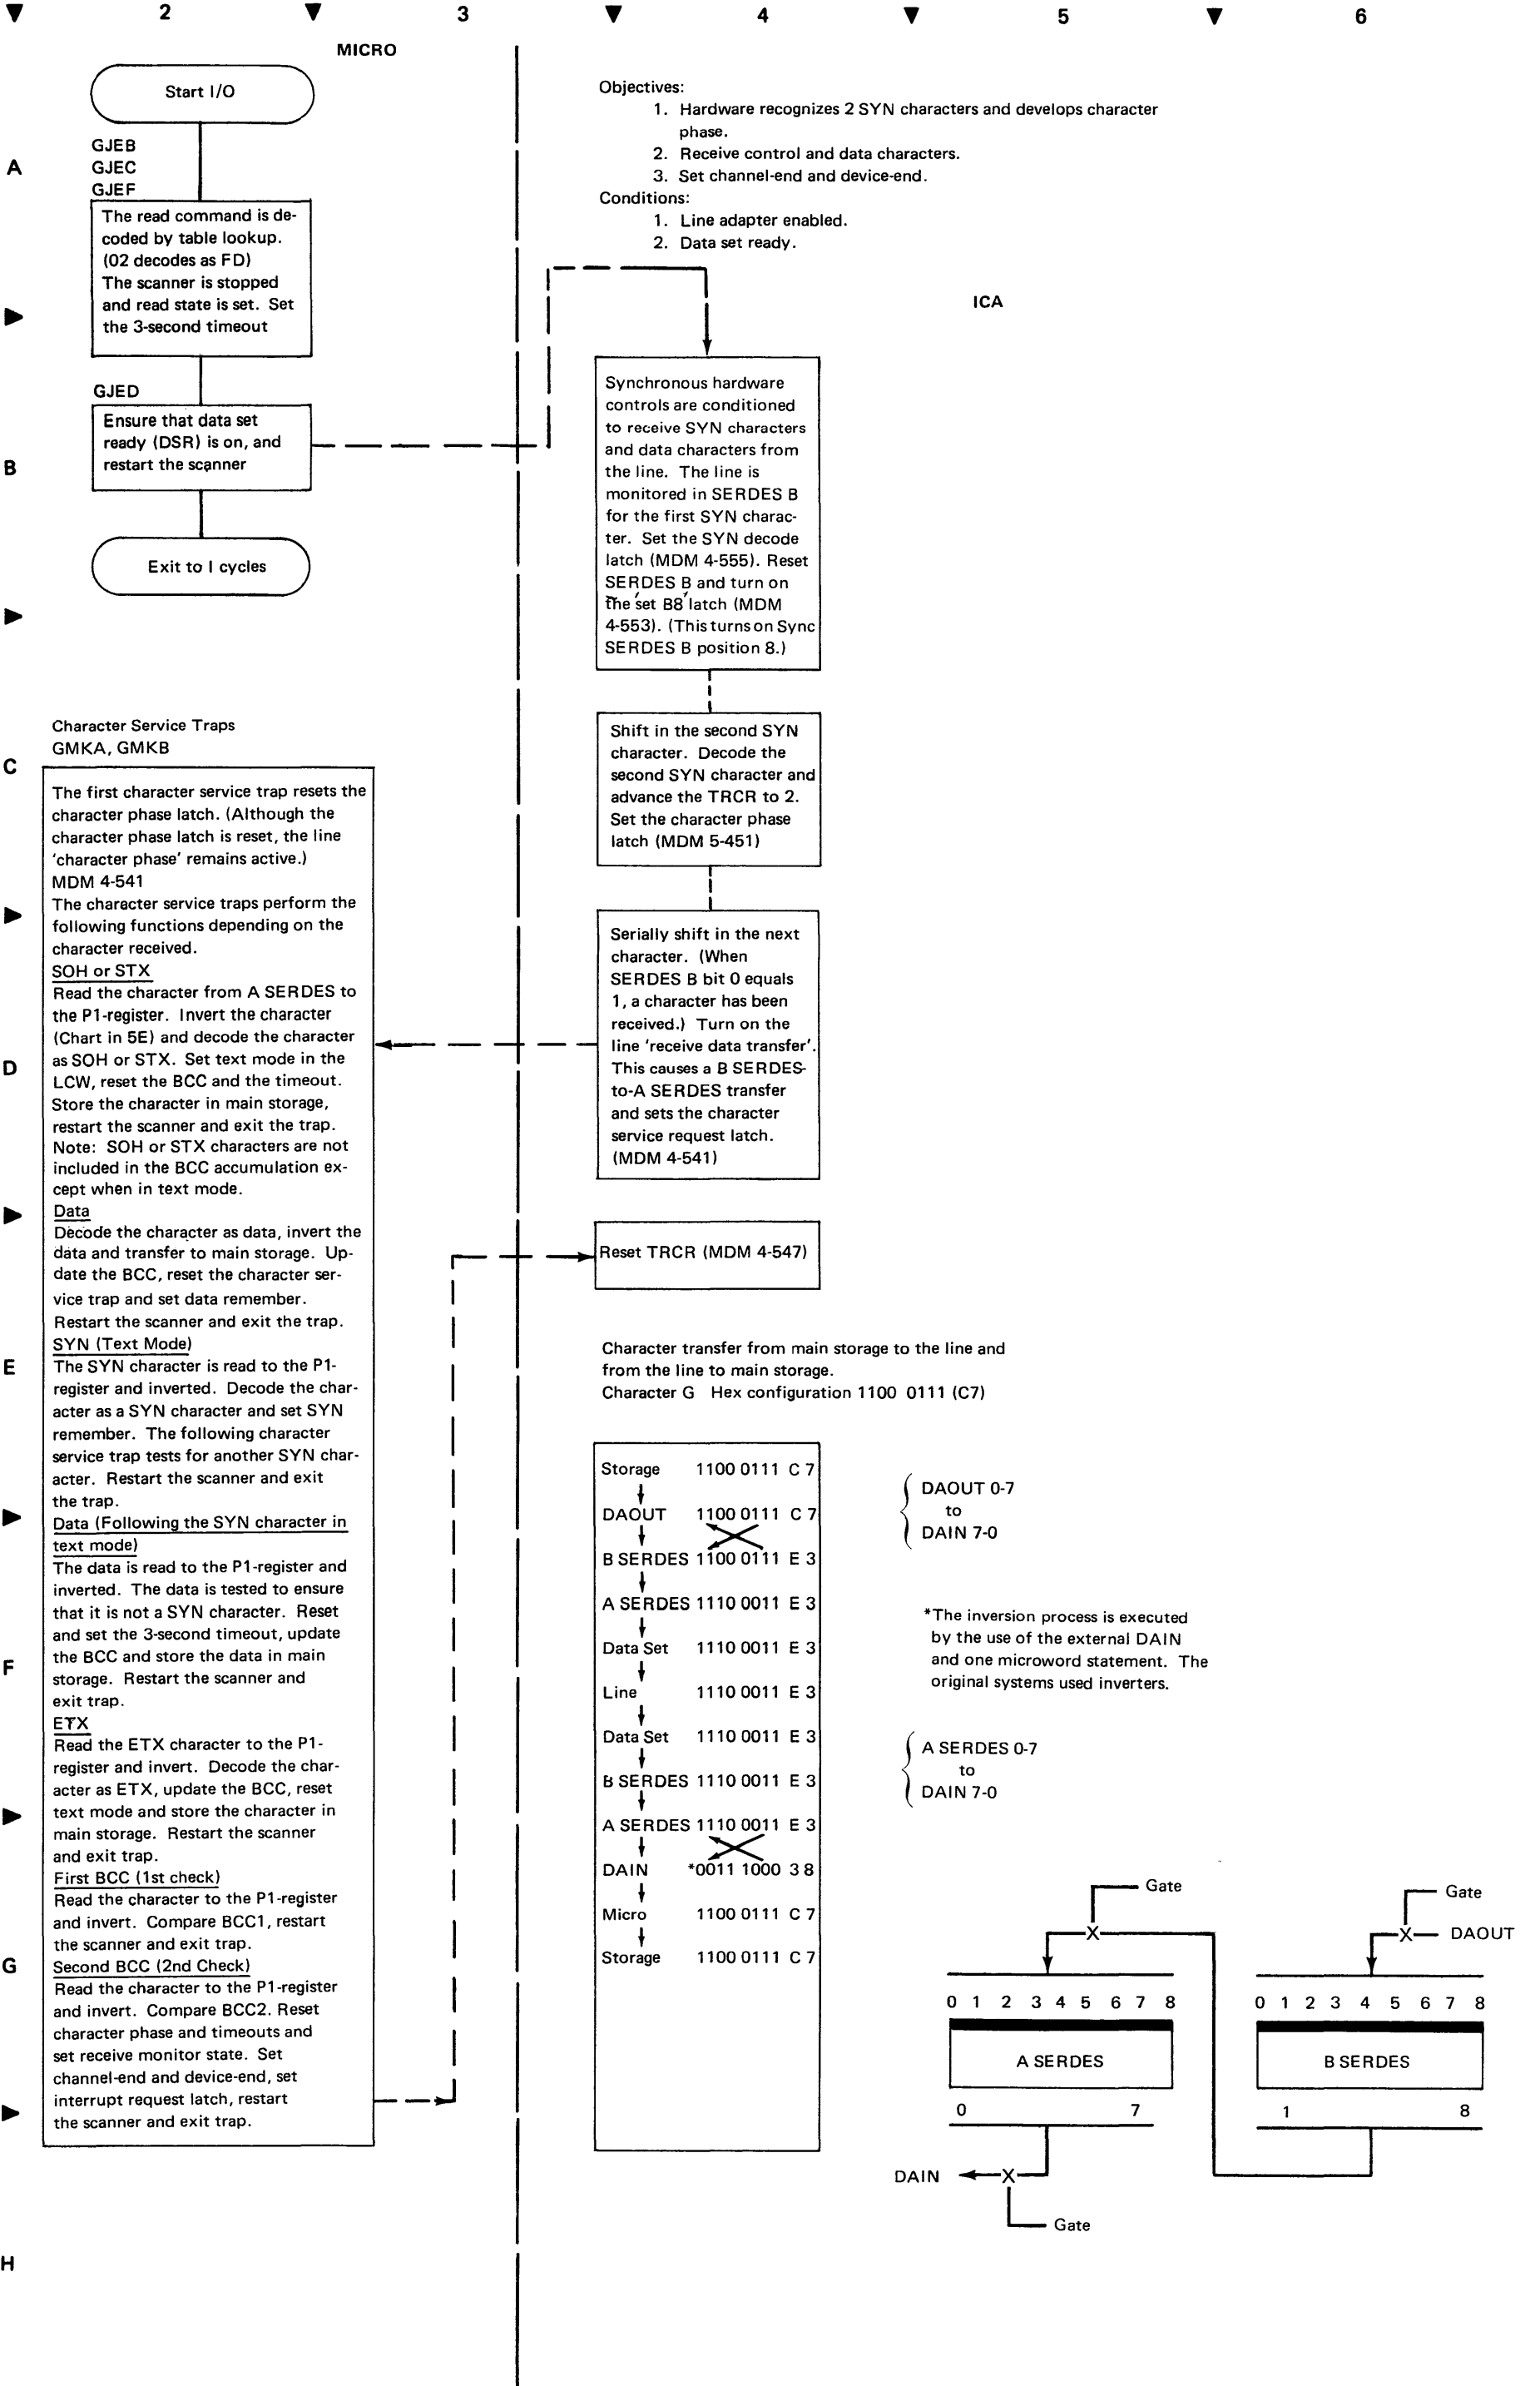 2 3 4 5 6
MICRO
Start I/O
GJEB
GJEC
GJEF
The read command is de-
coded by table lookup.
(02 decodes as FD)
The scanner is stopped
and read state is set. Set
the 3-second timeout
GJED
Ensure that data set
ready (DSR) is on, and
restart the scanner
Exit to I cycles
A
B
C
D
E
F
G
H
Character Service Traps
GMKA, GMKB
The first character service trap resets the
character phase latch. (Although the
character phase latch is reset, the line
'character phase' remains active.)
MDM 4-541
The character service traps perform the
following functions depending on the
character received.
SOH or STX
Read the character from A SERDES to
the P1-register. Invert the character
(Chart in 5E) and decode the character
as SOH or STX. Set text mode in the
LCW, reset the BCC and the timeout.
Store the character in main storage,
restart the scanner and exit the trap.
Note: SOH or STX characters are not
included in the BCC accumulation ex-
cept when in text mode.
Data
Decode the character as data, invert the
data and transfer to main storage. Up-
date the BCC, reset the character ser-
vice trap and set data remember.
Restart the scanner and exit the trap.
SYN (Text Mode)
The SYN character is read to the P1-
register and inverted. Decode the char-
acter as a SYN character and set SYN
remember. The following character
service trap tests for another SYN char-
acter. Restart the scanner and exit
the trap.
Data (Following the SYN character in
text mode)
The data is read to the P1-register and
inverted. The data is tested to ensure
that it is not a SYN character. Reset
and set the 3-second timeout, update
the BCC and store the data in main
storage. Restart the scanner and
exit trap.
ETX
Read the ETX character to the P1-
register and invert. Decode the char-
acter as ETX, update the BCC, reset
text mode and store the character in
main storage. Restart the scanner
and exit trap.
First BCC (1st check)
Read the character to the P1-register
and invert. Compare BCC1, restart
the scanner and exit trap.
Second BCC (2nd Check)
Read the character to the P1-register
and invert. Compare BCC2. Reset
character phase and timeouts and
set receive monitor state. Set
channel-end and device-end, set
interrupt request latch, restart
the scanner and exit trap.
Objectives:
1. Hardware recognizes 2 SYN characters and develops character
phase.
2. Receive control and data characters.
3. Set channel-end and device-end.
Conditions:
1. Line adapter enabled.
2. Data set ready.
ICA
Synchronous hardware
controls are conditioned
to receive SYN characters
and data characters from
the line. The line is
monitored in SERDES B
for the first SYN charac-
ter. Set the SYN decode
latch (MDM 4-555). Reset
SERDES B and turn on
the 'set B8' latch (MDM
4-553). (This turns on Sync
SERDES B position 8.)
Shift in the second SYN
character. Decode the
second SYN character and
advance the TRCR to 2.
Set the character phase
latch (MDM 5-451)
Serially shift in the next
character. (When
SERDES B bit 0 equals
1, a character has been
received.) Turn on the
line 'receive data transfer'.
This causes a B SERDES-
to-A SERDES transfer
and sets the character
service request latch.
(MDM 4-541)
Reset TRCR (MDM 4-547)
Character transfer from main storage to the line and
from the line to main storage.
Character G Hex configuration 1100 0111 (C7)
Storage 1100 0111 C 7
DAOUT 1100 0111 C 7
B SERDES 1100 0111 E 3
A SERDES 1110 0011 E 3
Data Set 1110 0011 E 3
Line 1110 0011 E 3
Data Set 1110 0011 E 3
B SERDES 1110 0011 E 3
A SERDES 1110 0011 E 3
DAIN *0011 1000 3 8
Micro 1100 0111 C 7
Storage 1100 0111 C 7
DAOUT 0-7
to
DAIN 7-0
*The inversion process is executed
by the use of the external DAIN
and one microword statement. The
original systems used inverters.
A SERDES 0-7
to
DAIN 7-0
Gate
Gate
DAOUT
X
X
0 1 2 3 4 5 6 7 8
0 1 2 3 4 5 6 7 8
A SERDES
B SERDES
0 7
1 8
DAIN X
Gate